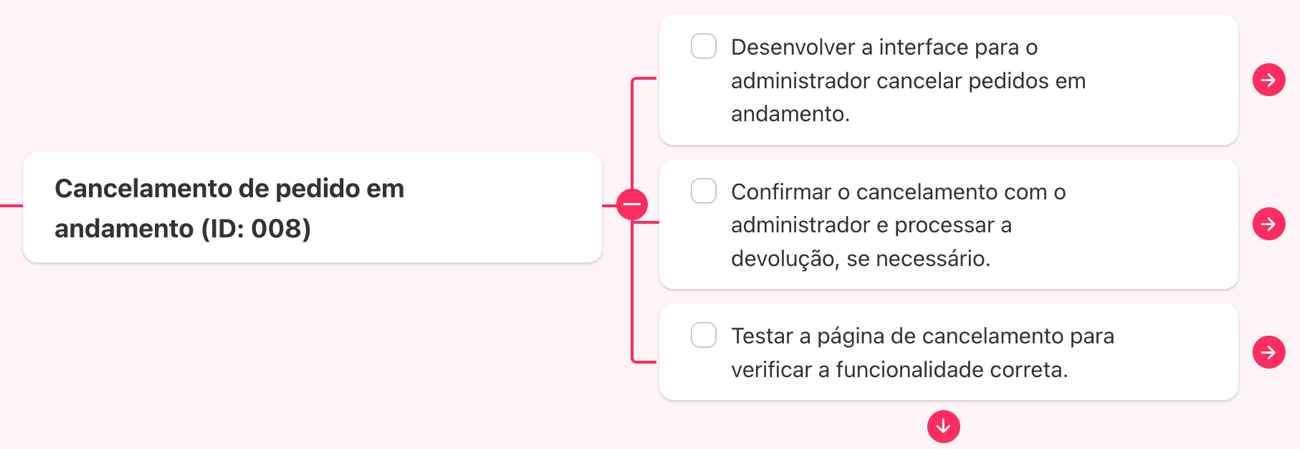 Cancelamento de pedido em
andamento (ID: 008)
Desenvolver a interface para o
administrador cancelar pedidos em
andamento.
Confirmar o cancelamento com o
administrador e processar a
devolução, se necessário.
Testar a página de cancelamento para
verificar a funcionalidade correta.